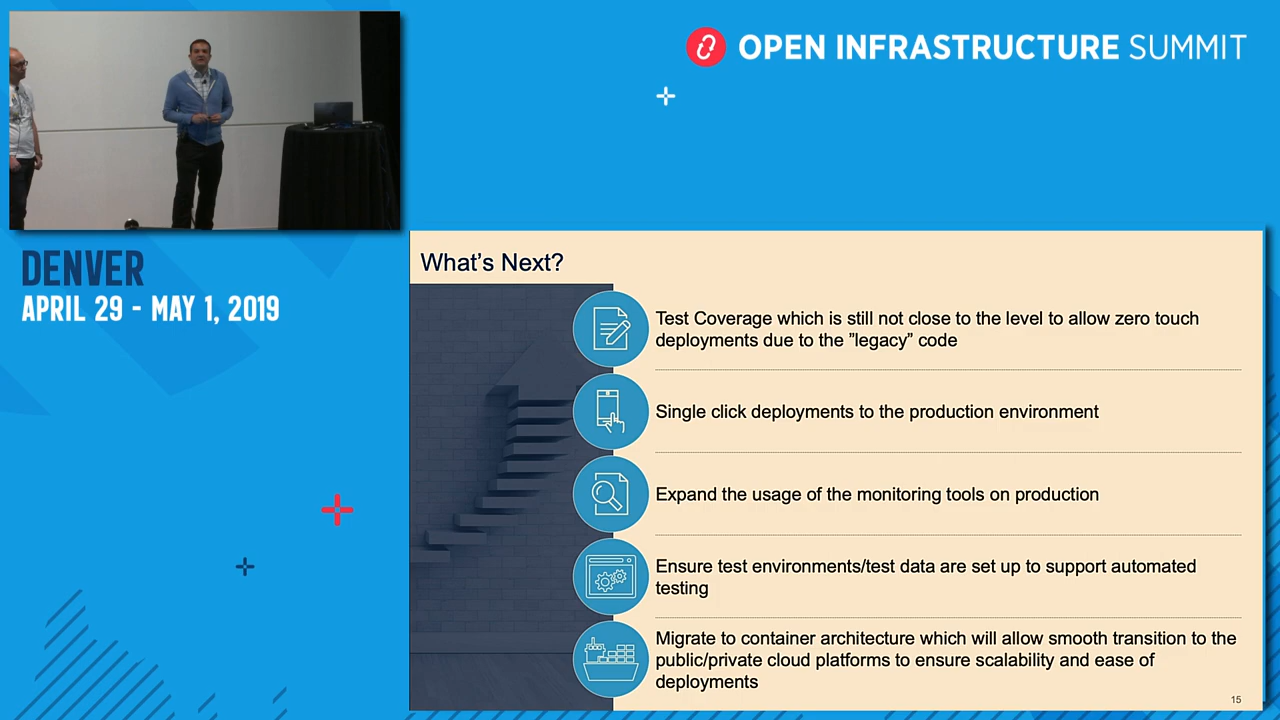 OPEN INFRASTRUCTURE SUMMIT
DENVER
APRIL 29 - MAY 1, 2019
What's Next?
Test Coverage which is still not close to the level to allow zero touch
deployments due to the "legacy" code
Single click deployments to the production environment
Expand the usage of the monitoring tools on production
Ensure test environments/test data are set up to support automated
testing
Migrate to container architecture which will allow smooth transition to the
public/private cloud platforms to ensure scalability and ease of
deployments
15